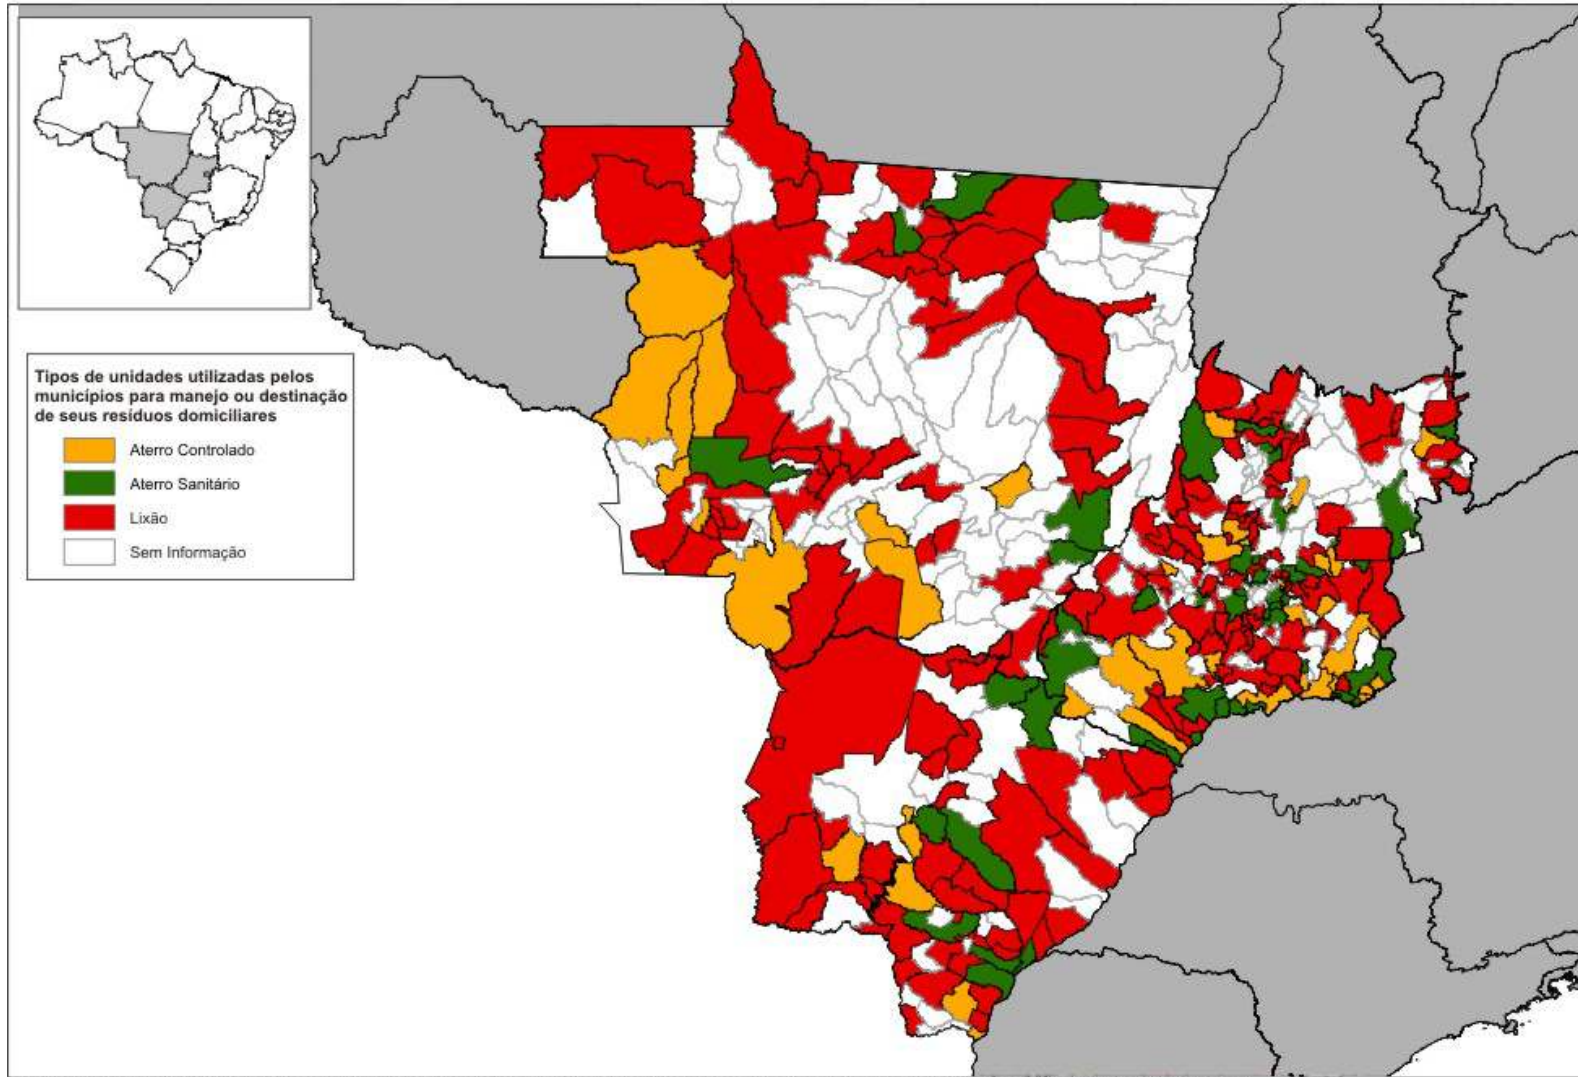 Tipos de unidades utilizadas pelos
municípios para manejo ou destinação
de seus resíduos domiciliares
Aterro Controlado
Aterro Sanitário
Lixão
Sem Informação